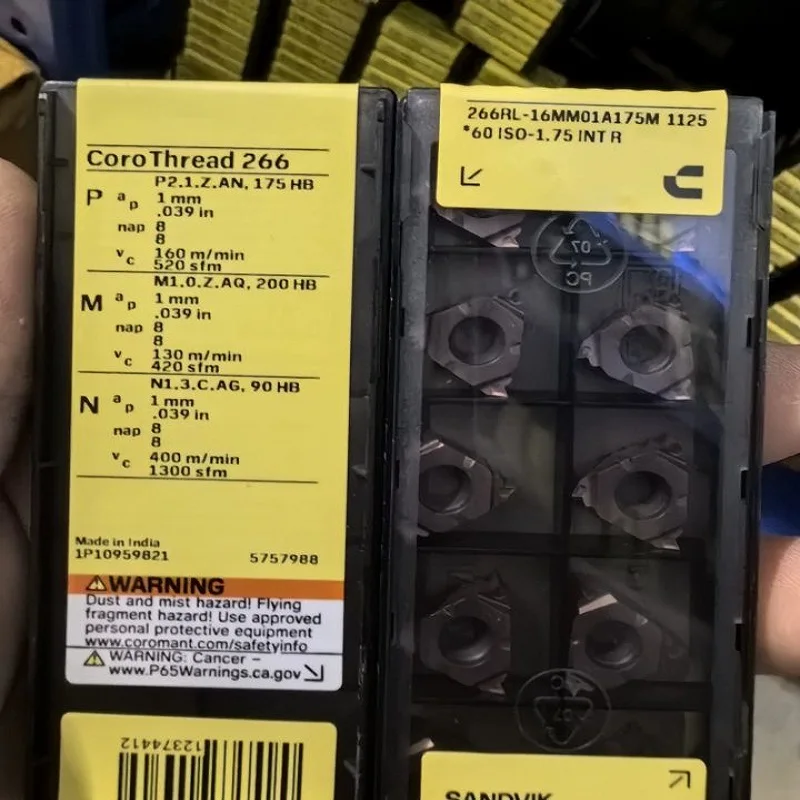 CoroThread 266
P2.1.Z.AN, 175 HB
P ap 1 mm
.039 in
nap 8
8
vc 160 m/min
520 sfm
M1.0.Z.AQ, 200 HB
M ap 1 mm
.039 in
nap 8
8
vc 130 m/min
420 sfm
N1.3.C.AG, 90 HB
N ap 1 mm
.039 in
nap 8
8
vc 400 m/min
1300 sfm
Made in India
1P10959821 5757988
WARNING
Dust and mist hazard! Flying
fragment hazard! Use approved
personal protective equipment
www.coromant.com/safetyinfo
WARNING: Cancer –
www.P65Warnings.ca.gov
12374412
266RL-16MM01A175M 1125
*60 ISO-1.75 INT R
07
PC
PC
07
SANDVIK